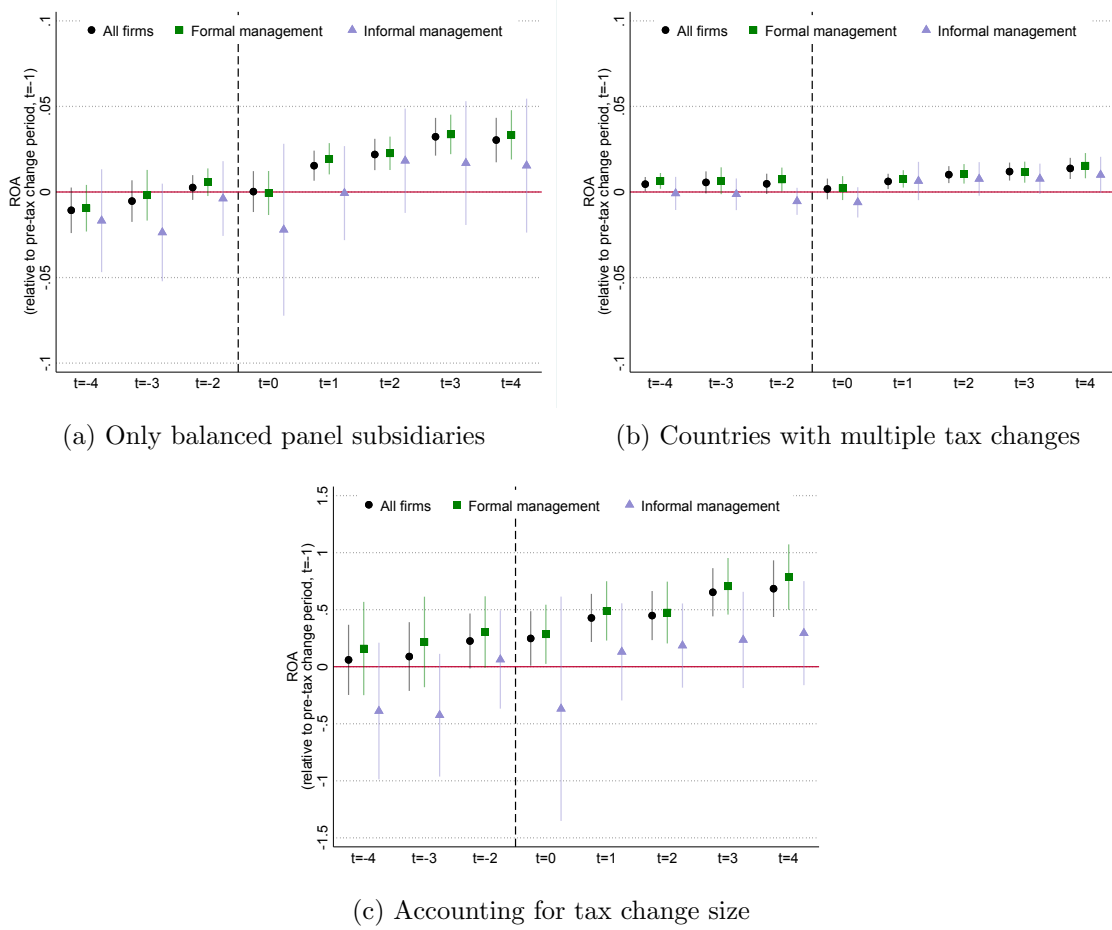 All firms Formal management Informal management
ROA
(relative to pre-tax change period, t=-1)
.1
.05
0
-.05
-.1
t=-4 t=-3 t=-2 t=0 t=1 t=2 t=3 t=4
(a) Only balanced panel subsidiaries
All firms Formal management Informal management
ROA
(relative to pre-tax change period, t=-1)
.1
.05
0
-.05
-.1
t=-4 t=-3 t=-2 t=0 t=1 t=2 t=3 t=4
(b) Countries with multiple tax changes
All firms Formal management Informal management
ROA
(relative to pre-tax change period, t=-1)
1.5
1
.5
0
-.5
-1
-1.5
t=-4 t=-3 t=-2 t=0 t=1 t=2 t=3 t=4
(c) Accounting for tax change size